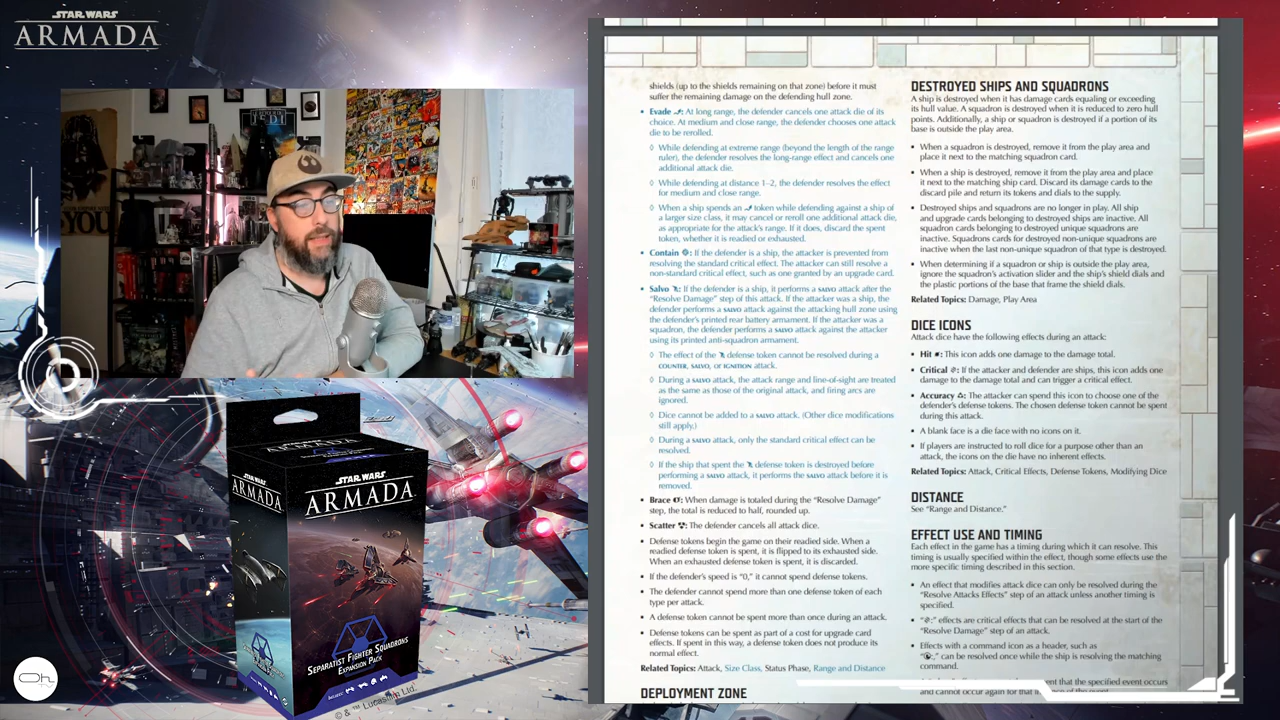 STAR WARS
ARMADA
shields (up to the shields remaining on that zone) before it must
suffer the remaining damage on the defending hull zone.
• Evade : At long range, the defender cancels one attack die of its
choice. At medium and close range, the defender chooses one attack
die to be rerolled.
◊ While defending at extreme range (beyond the length of the range
ruler), the defender resolves the long-range effect and cancels one
additional attack die.
◊ While defending at distance 1–2, the defender resolves the effect
for medium and close range.
◊ When a ship spends an token while defending against a ship of
a larger size class, it may cancel or reroll one additional attack die,
as appropriate for the attack's range. If it does, discard the spent
token, whether it is readied or exhausted.
• Contain : If the defender is a ship, the attacker is prevented from
resolving the standard critical effect. The attacker can still resolve a
non-standard critical effect, such as one granted by an upgrade card.
• Salvo : If the defender is a ship, it performs a SALVO attack after the
"Resolve Damage" step of this attack. If the attacker was a ship, the
defender performs a SALVO attack against the attacking hull zone using
the defender's printed rear battery armament. If the attacker was a
squadron, the defender performs a SALVO attack against the attacker
using its printed anti-squadron armament.
◊ The effect of the defense token cannot be resolved during a
COUNTER, SALVO, or IGNITION attack.
◊ During a SALVO attack, the attack range and line-of-sight are treated
as the same as those of the original attack, and firing arcs are
ignored.
◊ Dice cannot be added to a SALVO attack. (Other dice modifications
still apply.)
◊ During a SALVO attack, only the standard critical effect can be
resolved.
◊ If the ship that spent the defense token is destroyed before
performing a SALVO attack, it performs the SALVO attack before it is
removed.
• Brace : When damage is totaled during the "Resolve Damage"
step, the total is reduced to half, rounded up.
• Scatter : The defender cancels all attack dice.
• Defense tokens begin the game on their readied side. When a
readied defense token is spent, it is flipped to its exhausted side.
When an exhausted defense token is spent, it is discarded.
• If the defender's speed is "0," it cannot spend defense tokens.
• The defender cannot spend more than one defense token of each
type per attack.
• A defense token cannot be spent more than once during an attack.
• Defense tokens can be spent as part of a cost for upgrade card
effects. If spent in this way, a defense token does not produce its
normal effect.
Related Topics: Attack, Size Class, Status Phase, Range and Distance
DEPLOYMENT ZONE
DESTROYED SHIPS AND SQUADRONS
A ship is destroyed when it has damage cards equaling or exceeding
its hull value. A squadron is destroyed when it is reduced to zero hull
points. Additionally, a ship or squadron is destroyed if a portion of its
base is outside the play area.
• When a squadron is destroyed, remove it from the play area and
place it next to the matching squadron card.
• When a ship is destroyed, remove it from the play area and place
it next to the matching ship card. Discard its damage cards to the
discard pile and return its tokens and dials to the supply.
• Destroyed ships and squadrons are no longer in play. All ship
and upgrade cards belonging to destroyed ships are inactive. All
squadron cards belonging to destroyed unique squadrons are
inactive. Squadrons cards for destroyed non-unique squadrons are
inactive when the last non-unique squadron of that type is destroyed.
• When determining if a squadron or ship is outside the play area,
ignore the squadron's activation slider and the ship's shield dials and
the plastic portions of the base that frame the shield dials.
Related Topics: Damage, Play Area
DICE ICONS
Attack dice have the following effects during an attack:
• Hit : This icon adds one damage to the damage total.
• Critical : If the attacker and defender are ships, this icon adds one
damage to the damage total and can trigger a critical effect.
• Accuracy : The attacker can spend this icon to choose one of the
defender's defense tokens. The chosen defense token cannot be spent
during this attack.
• A blank face is a die face with no icons on it.
• If players are instructed to roll dice for a purpose other than an
attack, the icons on the die have no inherent effects.
Related Topics: Attack, Critical Effects, Defense Tokens, Modifying Dice
DISTANCE
See "Range and Distance."
EFFECT USE AND TIMING
Each effect in the game has a timing during which it can resolve. This
timing is usually specified within the effect, though some effects use the
more specific timing described in this section.
• An effect that modifies attack dice can only be resolved during the
"Resolve Attacks Effects" step of an attack unless another timing is
specified.
• " :" effects are critical effects that can be resolved at the start of the
"Resolve Damage" step of an attack.
• Effects with a command icon as a header, such as
" :," can be resolved once while the ship is resolving the matching
command.
that the specified event occurs
and cannot occur again for that
STAR WARS
ARMADA
STAR WARS
ARMADA
SEPARATIST FIGHTER SQUADRONS
EXPANSION PACK
© & ™ Lucasfilm Ltd.